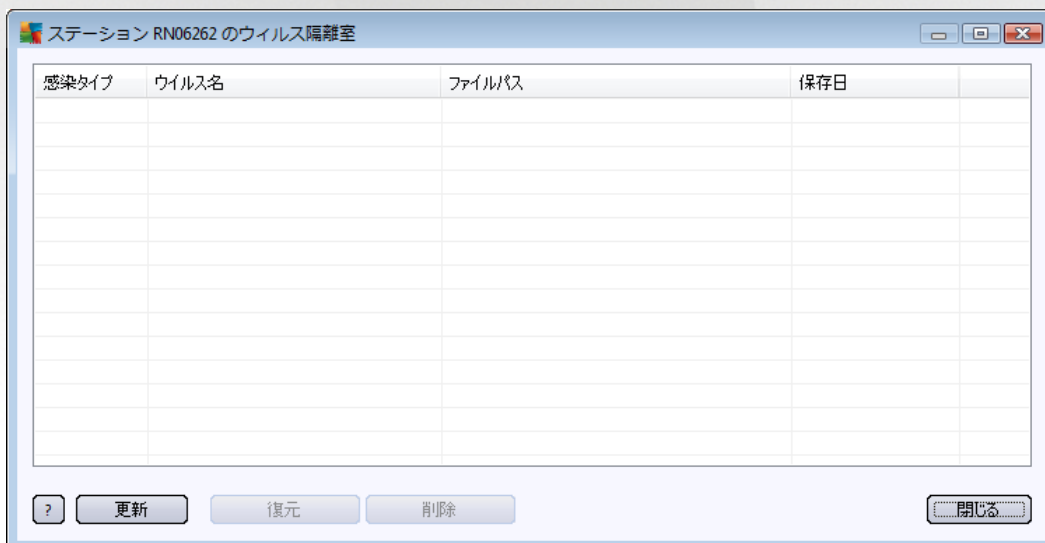 ステーション RN06262 のウィルス隔離室
感染タイプ ウイルス名 ファイルパス 保存日
? 更新 復元 削除 閉じる